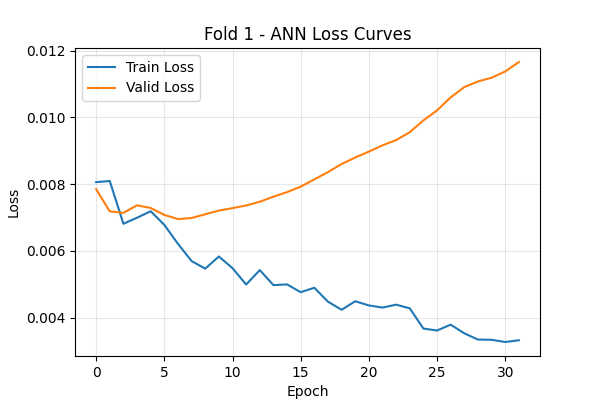 Fold 1 - ANN Loss Curves
Train Loss
Valid Loss
Loss
0.012
0.010
0.008
0.006
0.004
0 5 10 15 20 25 30
Epoch